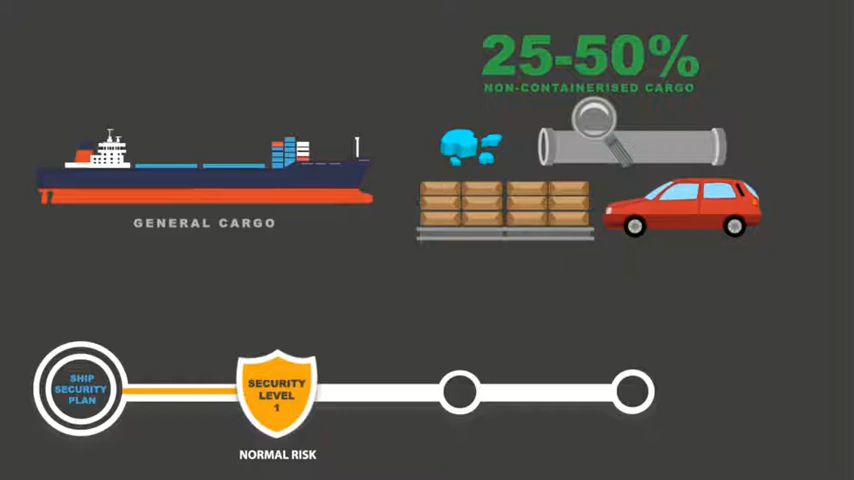 25-50%
NON-CONTAINERISED CARGO
GENERAL CARGO
SHIP
SECURITY
PLAN
SECURITY
LEVEL
1
NORMAL RISK